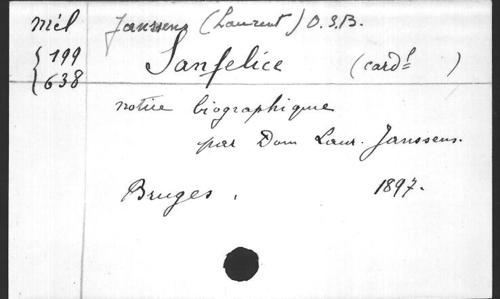 mél Janssens (Laurent) O.S.B.
{ 199 Sanfelice (card^l )
{ 638
notice biographique
par Dom Laur. Janssens.
Bruges, 1897.